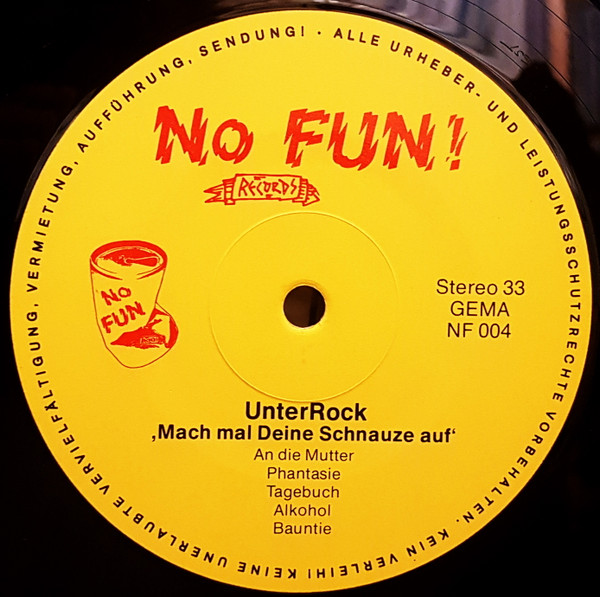 ALLE URHEBER- UND LEISTUNGSSCHUTZRECHTE VORBEHALTEN. KEIN VERLEIH! KEINE UNERLAUBTE VERVIELFÄLTIGUNG, VERMIETUNG, AUFFÜHRUNG, SENDUNG! ·
No FUN!
RECORDS
NO
FUN
Stereo 33
GEMA
NF 004
UnterRock
‚Mach mal Deine Schnauze auf‘
An die Mutter
Phantasie
Tagebuch
Alkohol
Bauntie